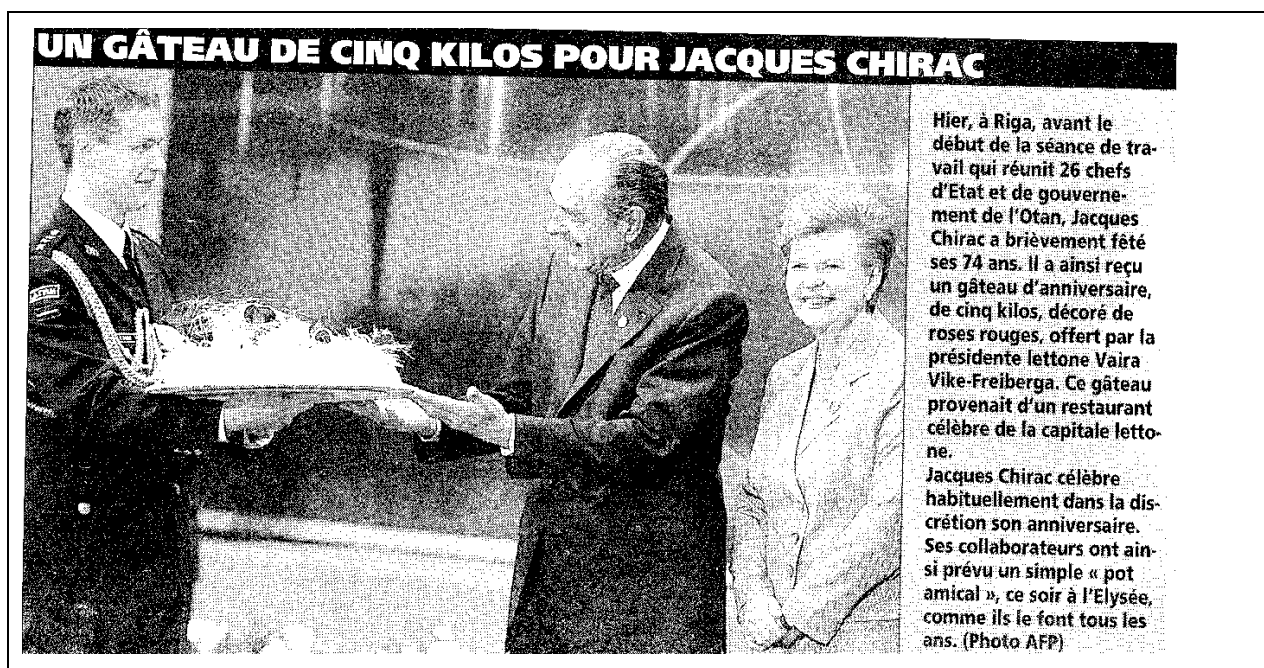 UN GÂTEAU DE CINQ KILOS POUR JACQUES CHIRAC
Hier, à Riga, avant le
début de la séance de tra-
vail qui réunit 26 chefs
d'Etat et de gouverne-
ment de l'Otan, Jacques
Chirac a brièvement fêté
ses 74 ans. Il a ainsi reçu
un gâteau d'anniversaire,
de cinq kilos, décoré de
roses rouges, offert par la
présidente lettone Vaira
Vike-Freiberga. Ce gâteau
provenait d'un restaurant
célèbre de la capitale letto-
ne.
Jacques Chirac célèbre
habituellement dans la dis-
crétion son anniversaire.
Ses collaborateurs ont ain-
si prévu un simple « pot
amical », ce soir à l'Elysée,
comme ils le font tous les
ans. (Photo AFP)